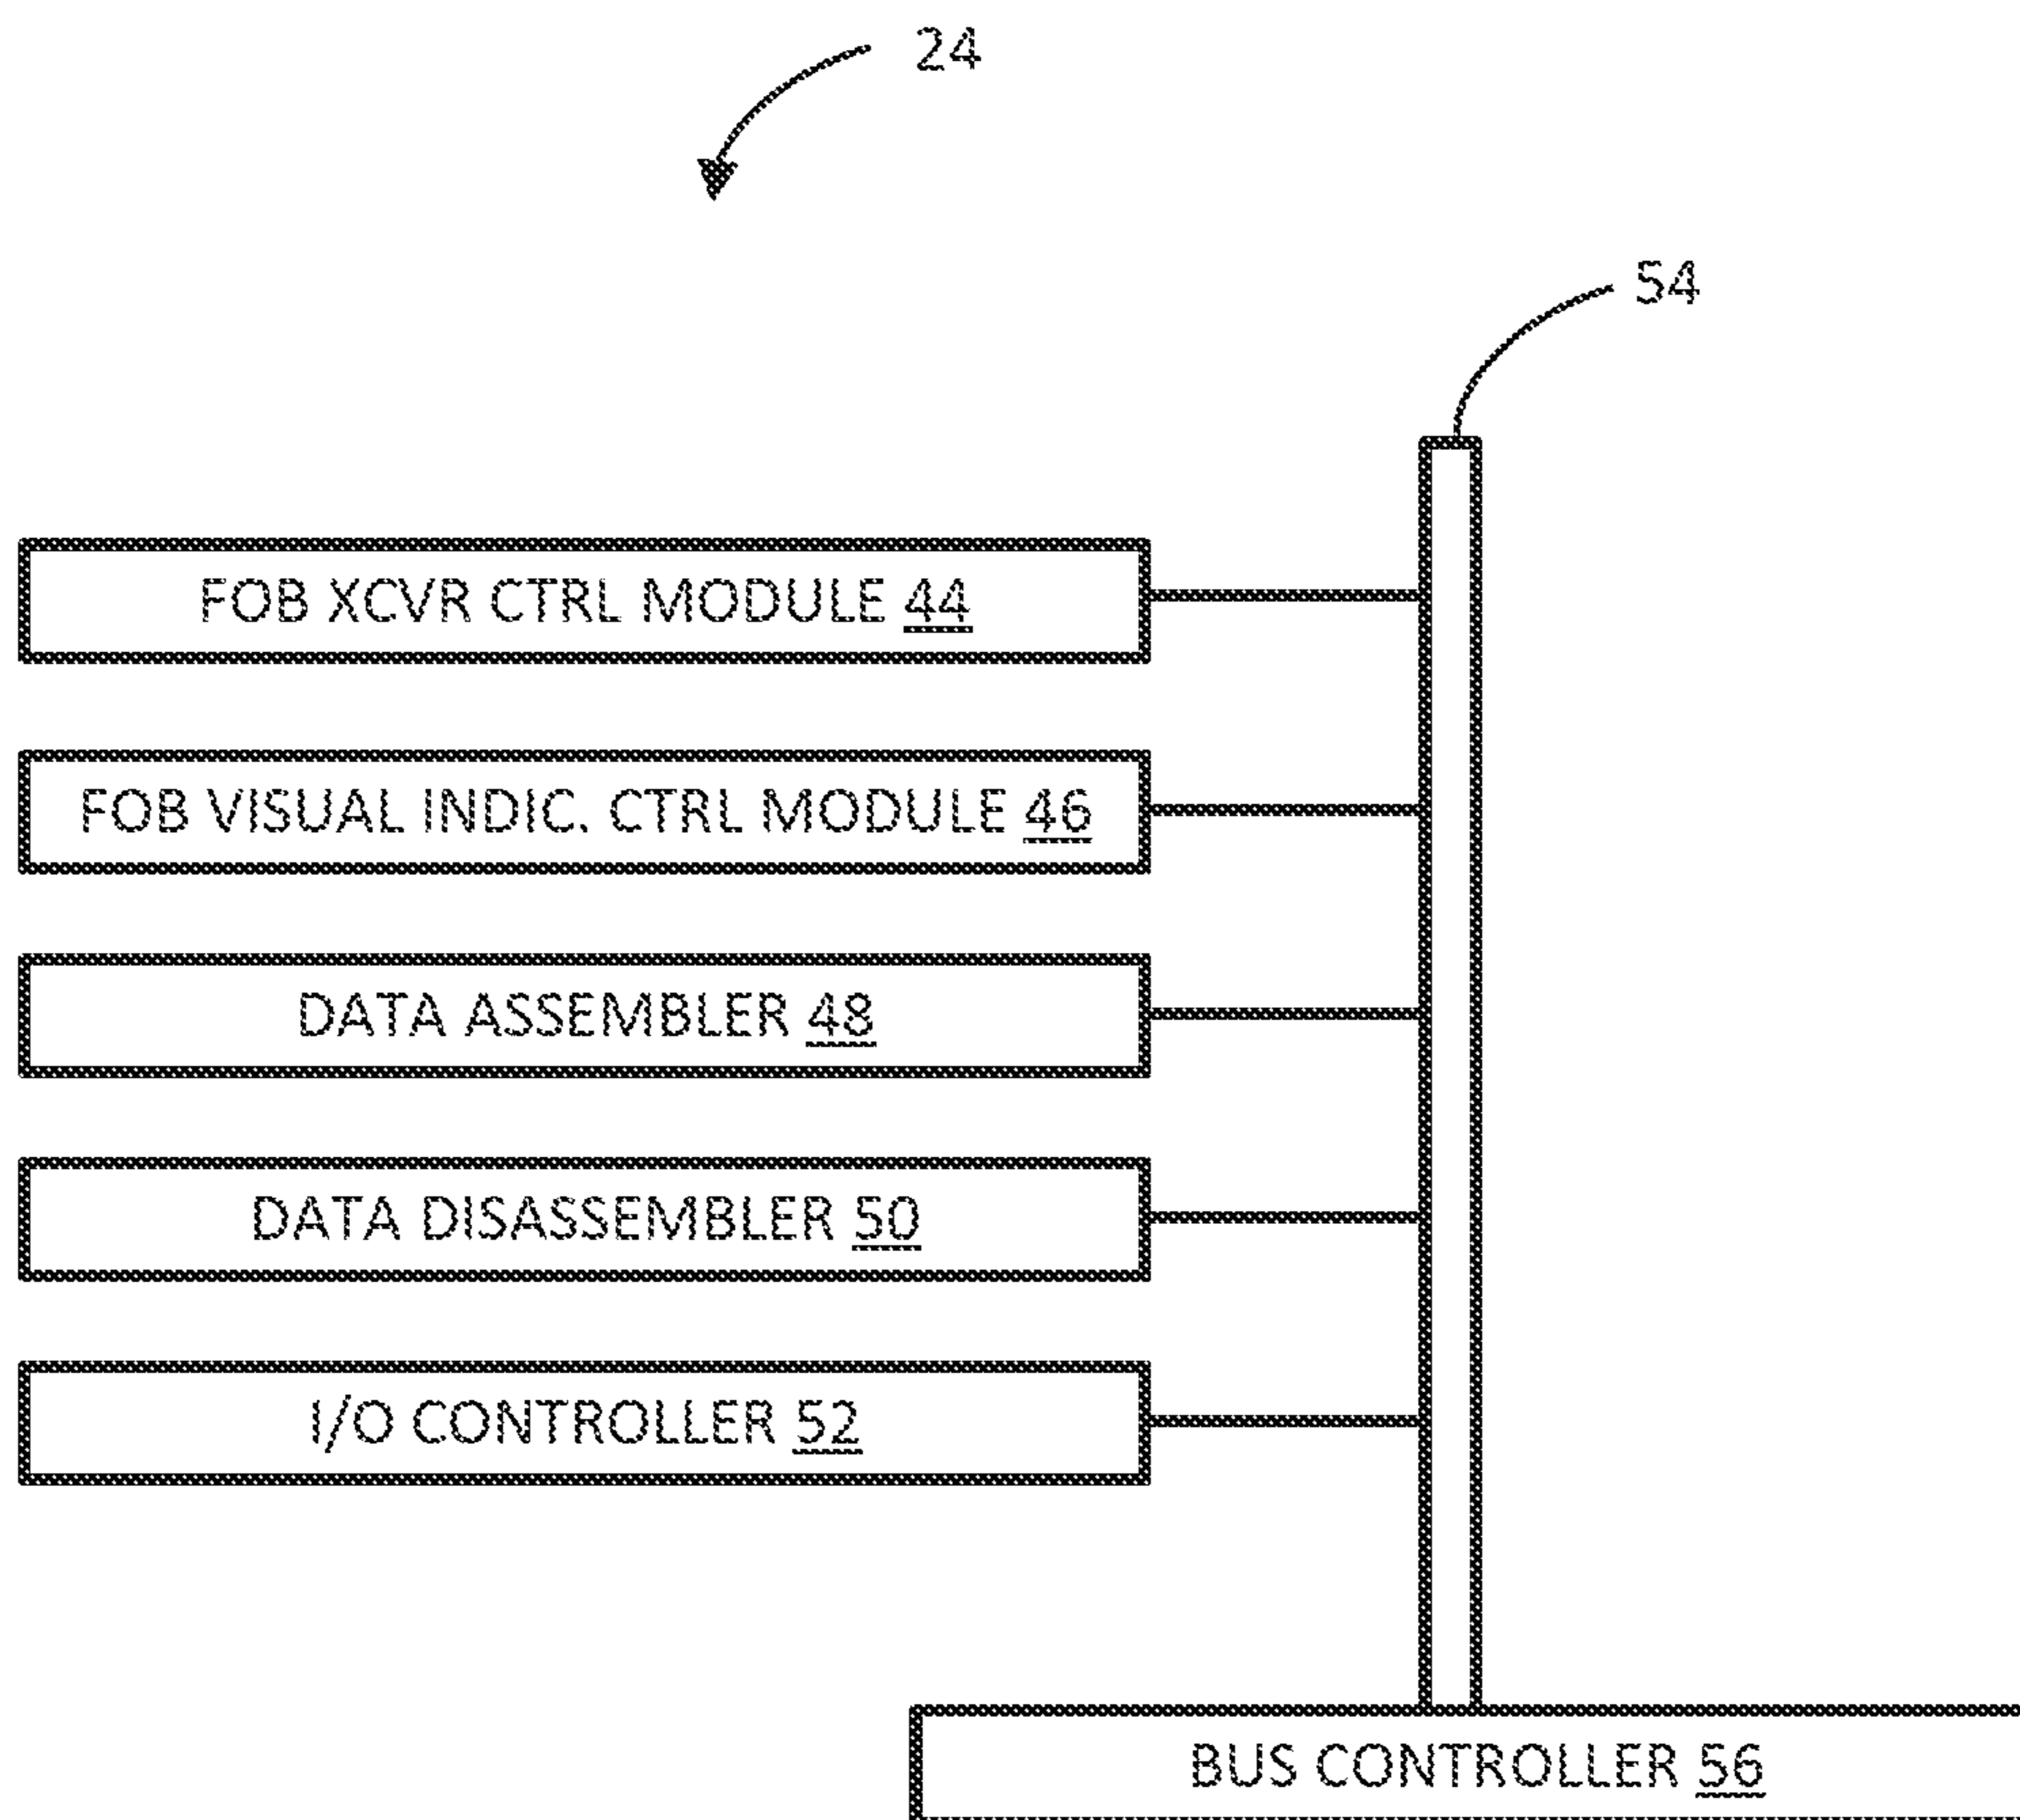 24
54
FOB XCVR CTRL MODULE 44
FOB VISUAL INDIC. CTRL MODULE 46
DATA ASSEMBLER 48
DATA DISASSEMBLER 50
I/O CONTROLLER 52
BUS CONTROLLER 56